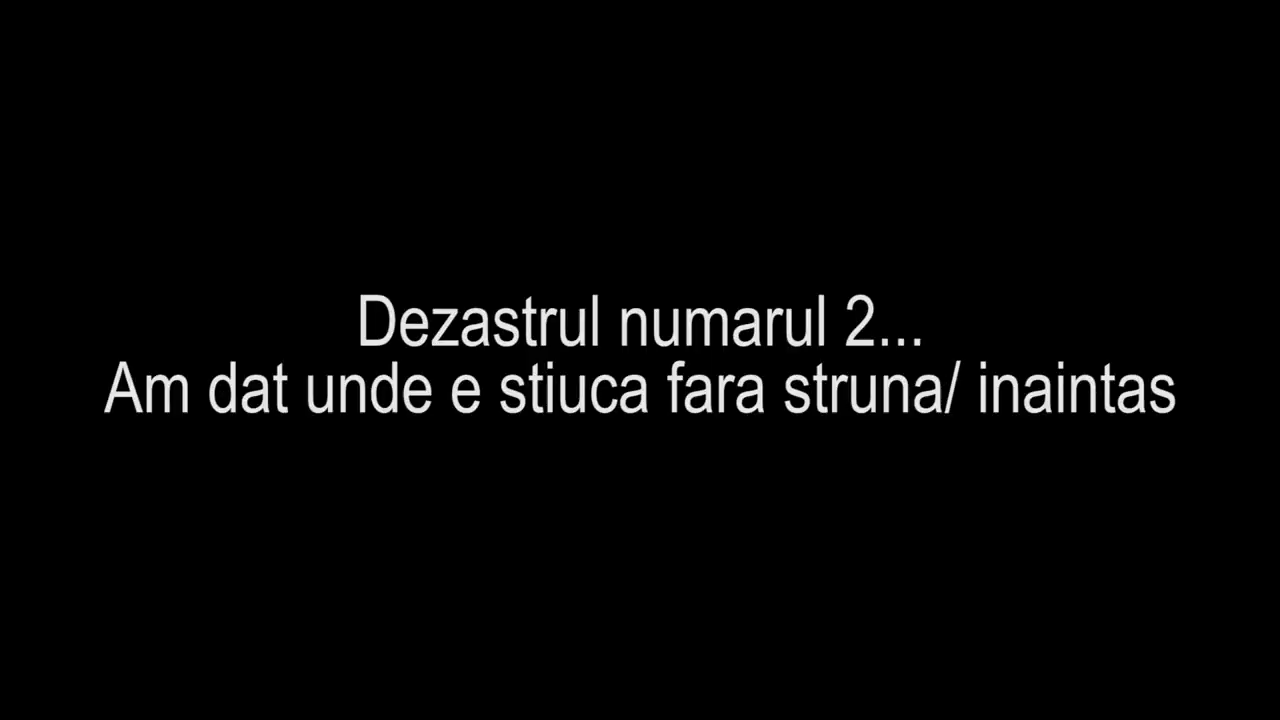 Dezastrul numarul 2...
Am dat unde e stiuca fara struna/ inaintas